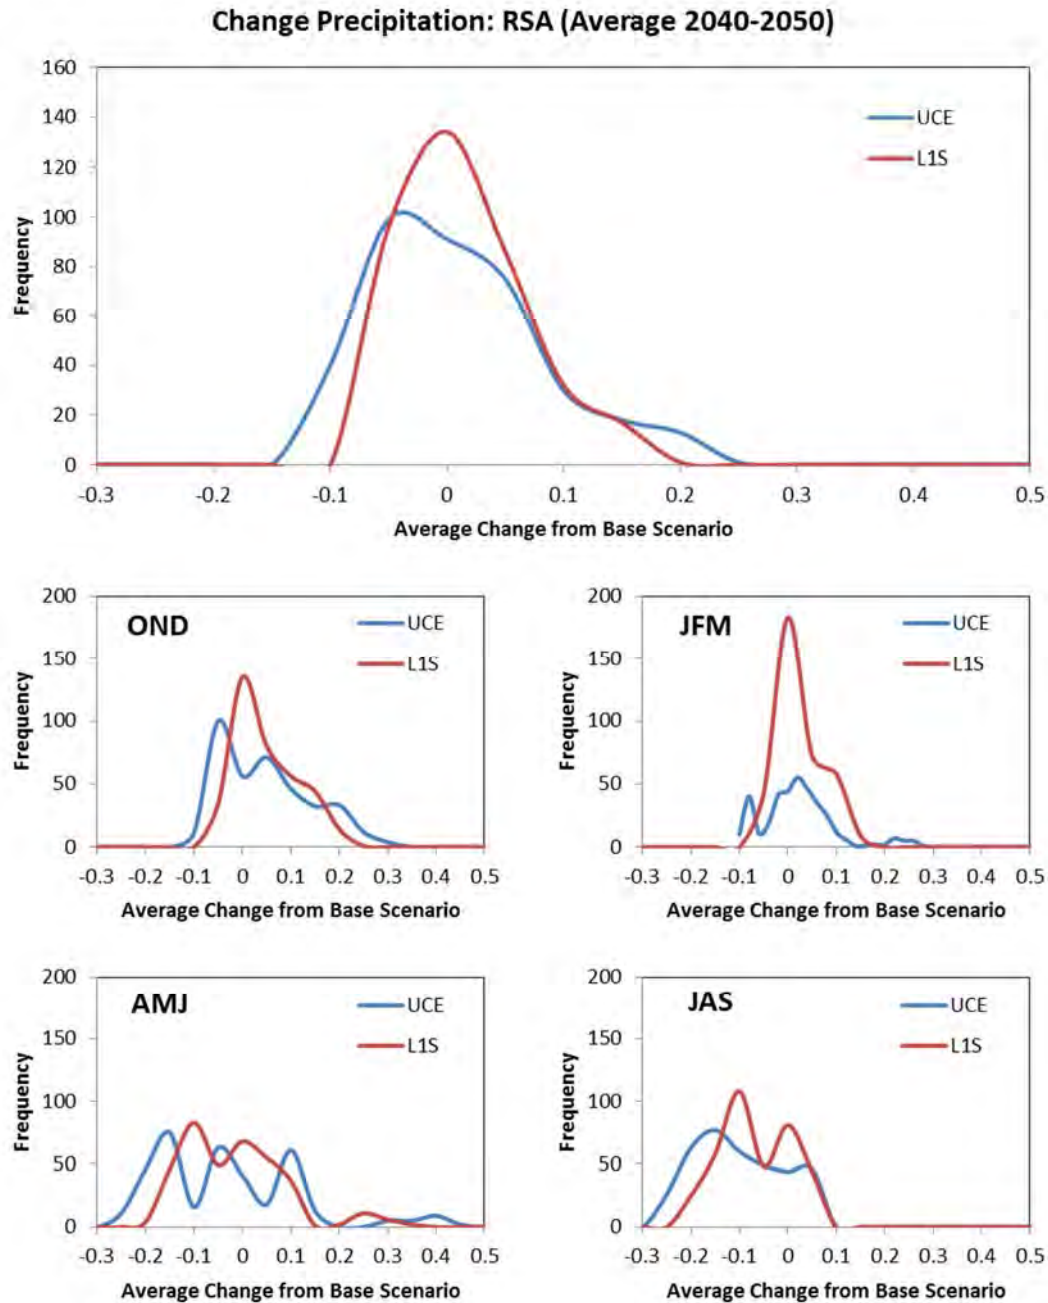 Change Precipitation: RSA (Average 2040-2050)
160
140
120
100
80
60
40
20
0
Frequency
UCE
L1S
-0.3 -0.2 -0.1 0 0.1 0.2 0.3 0.4 0.5
Average Change from Base Scenario
200
150
100
50
0
Frequency
OND
UCE
L1S
-0.3 -0.2 -0.1 0 0.1 0.2 0.3 0.4 0.5
Average Change from Base Scenario
200
150
100
50
0
Frequency
JFM
UCE
L1S
-0.3 -0.2 -0.1 0 0.1 0.2 0.3 0.4 0.5
Average Change from Base Scenario
200
150
100
50
0
Frequency
AMJ
UCE
L1S
-0.3 -0.2 -0.1 0 0.1 0.2 0.3 0.4 0.5
Average Change from Base Scenario
200
150
100
50
0
Frequency
JAS
UCE
L1S
-0.3 -0.2 -0.1 0 0.1 0.2 0.3 0.4 0.5
Average Change from Base Scenario